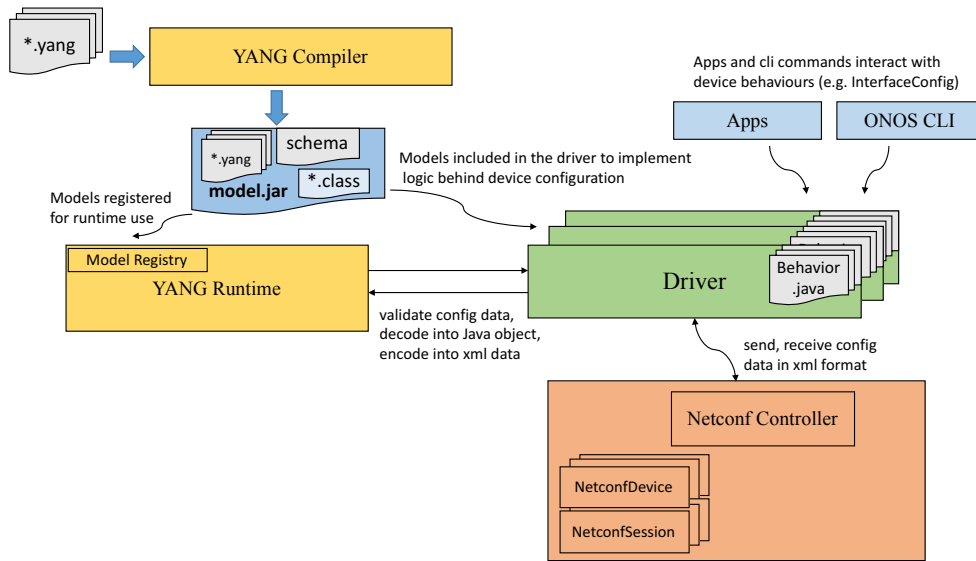 *.yang
YANG Compiler
Apps and cli commands interact with
device behaviours (e.g. InterfaceConfig)
Apps
ONOS CLI
schema
*.yang
*.class
model.jar
Models included in the driver to implement
logic behind device configuration
Models registered
for runtime use
Model Registry
YANG Runtime
Driver
Behavior
.java
validate config data,
decode into Java object,
encode into xml data
send, receive config
data in xml format
Netconf Controller
NetconfDevice
NetconfSession